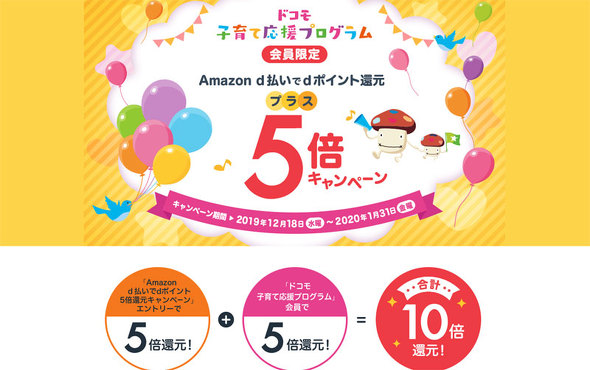 ドコモ
子育て応援プログラム
会員限定
Amazon d払いでdポイント還元
プラス
5倍
キャンペーン
キャンペーン期間▶2019年12月18日水曜〜2020年1月31日金曜
「Amazon
d払いでdポイント
5倍還元キャンペーン」
エントリーで
5倍還元!
+
「ドコモ
子育て応援プログラム」
会員で
5倍還元!
=
合計
10倍
還元!